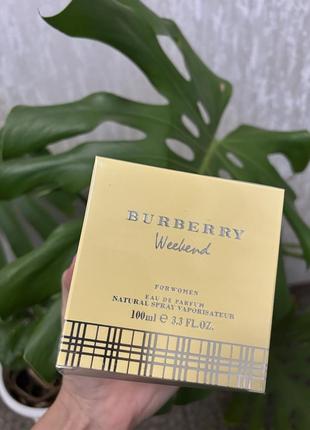 BURBERRY
Weekend
FOR WOMEN
EAU DE PARFUM
NATURAL SPRAY VAPORISATEUR
100ml ℮ 3.3 FL.OZ.